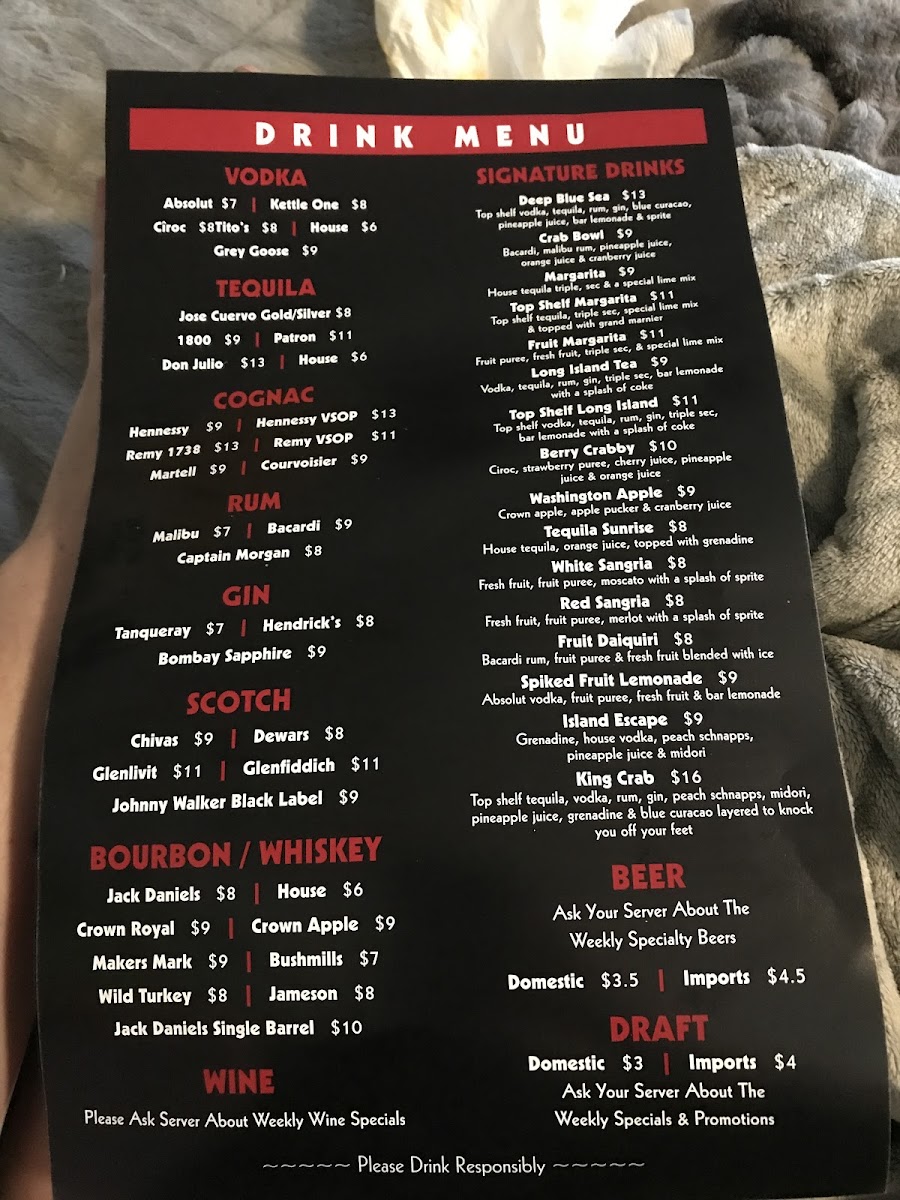 DRINK MENU
VODKA
Absolut $7 | Kettle One $8
Cîroc $8Tito's $8 | House $6
Grey Goose $9
TEQUILA
Jose Cuervo Gold/Silver $8
1800 $9 | Patron $11
Don Julio $13 | House $6
COGNAC
Hennessy $9 | Hennessy VSOP $13
Remy 1738 $13 | Remy VSOP $11
Martell $9 | Courvoisier $9
RUM
Malibu $7 | Bacardi $9
Captain Morgan $8
GIN
Tanqueray $7 | Hendrick's $8
Bombay Sapphire $9
SCOTCH
Chivas $9 | Dewars $8
Glenlivit $11 | Glenfiddich $11
Johnny Walker Black Label $9
BOURBON / WHISKEY
Jack Daniels $8 | House $6
Crown Royal $9 | Crown Apple $9
Makers Mark $9 | Bushmills $7
Wild Turkey $8 | Jameson $8
Jack Daniels Single Barrel $10
WINE
Please Ask Server About Weekly Wine Specials
SIGNATURE DRINKS
Deep Blue Sea $13
Top shelf vodka, tequila, rum, gin, blue curacao,
pineapple juice, bar lemonade & sprite
Crab Bowl $9
Bacardi, malibu rum, pineapple juice,
orange juice & cranberry juice
Margarita $9
House tequila triple, sec & a special lime mix
Top Shelf Margarita $11
Top shelf tequila, triple sec, special lime mix
& topped with grand marnier
Fruit Margarita $11
Fruit puree, fresh fruit, triple sec, & special lime mix
Long Island Tea $9
Vodka, tequila, rum, gin, triple sec, bar lemonade
with a splash of coke
Top Shelf Long Island $11
Top shelf vodka, tequila, rum, gin, triple sec,
bar lemonade with a splash of coke
Berry Crabby $10
Ciroc, strawberry puree, cherry juice, pineapple
juice & orange juice
Washington Apple $9
Crown apple, apple pucker & cranberry juice
Tequila Sunrise $8
House tequila, orange juice, topped with grenadine
White Sangria $8
Fresh fruit, fruit puree, moscato with a splash of sprite
Red Sangria $8
Fresh fruit, fruit puree, merlot with a splash of sprite
Fruit Daiquiri $8
Bacardi rum, fruit puree & fresh fruit blended with ice
Spiked Fruit Lemonade $9
Absolut vodka, fruit puree, fresh fruit & bar lemonade
Island Escape $9
Grenadine, house vodka, peach schnapps,
pineapple juice & midori
King Crab $16
Top shelf tequila, vodka, rum, gin, peach schnapps, midori,
pineapple juice, grenadine & blue curacao layered to knock
you off your feet
BEER
Ask Your Server About The
Weekly Specialty Beers
Domestic $3.5 | Imports $4.5
DRAFT
Domestic $3 | Imports $4
Ask Your Server About The
Weekly Specials & Promotions
~~~~~ Please Drink Responsibly ~~~~~